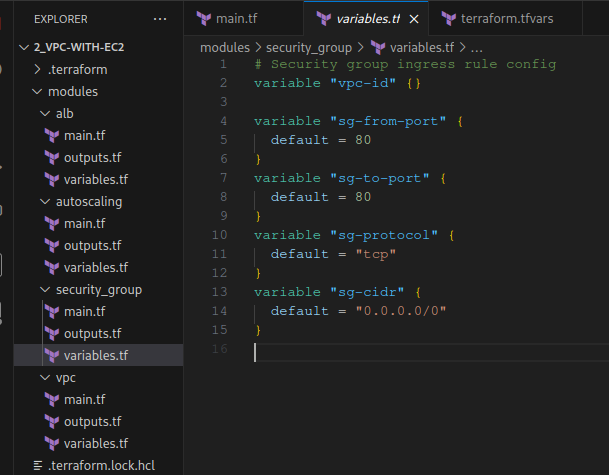 EXPLORER
2_VPC-WITH-EC2
.terraform
modules
alb
main.tf
outputs.tf
variables.tf
autoscaling
main.tf
outputs.tf
variables.tf
security_group
main.tf
outputs.tf
variables.tf
vpc
main.tf
outputs.tf
variables.tf
.terraform.lock.hcl
main.tf
variables.tf
terraform.tfvars
modules > security_group > variables.tf > ...
1 # Security group ingress rule config
2 variable "vpc-id" {}
3
4 variable "sg-from-port" {
5 default = 80
6 }
7 variable "sg-to-port" {
8 default = 80
9 }
10 variable "sg-protocol" {
11 default = "tcp"
12 }
13 variable "sg-cidr" {
14 default = "0.0.0.0/0"
15 }
16